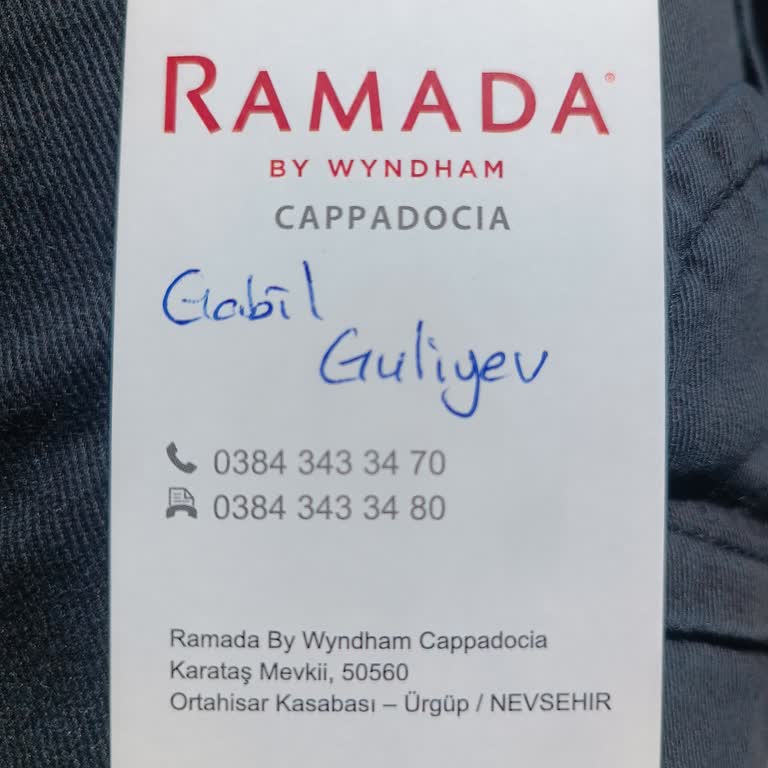 RAMADA®
BY WYNDHAM
CAPPADOCIA
Gabil
Guliyev
0384 343 34 70
0384 343 34 80
Ramada By Wyndham Cappadocia
Karataş Mevkii, 50560
Ortahisar Kasabası – Ürgüp / NEVSEHIR